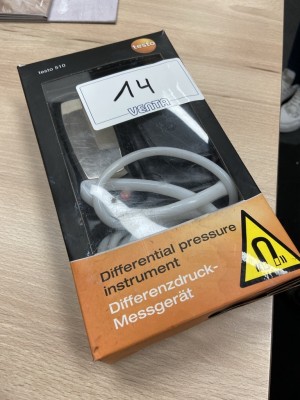 testo
testo 510
14
VENTA
Differential pressure
instrument
Differenzdruck-
Messgerät